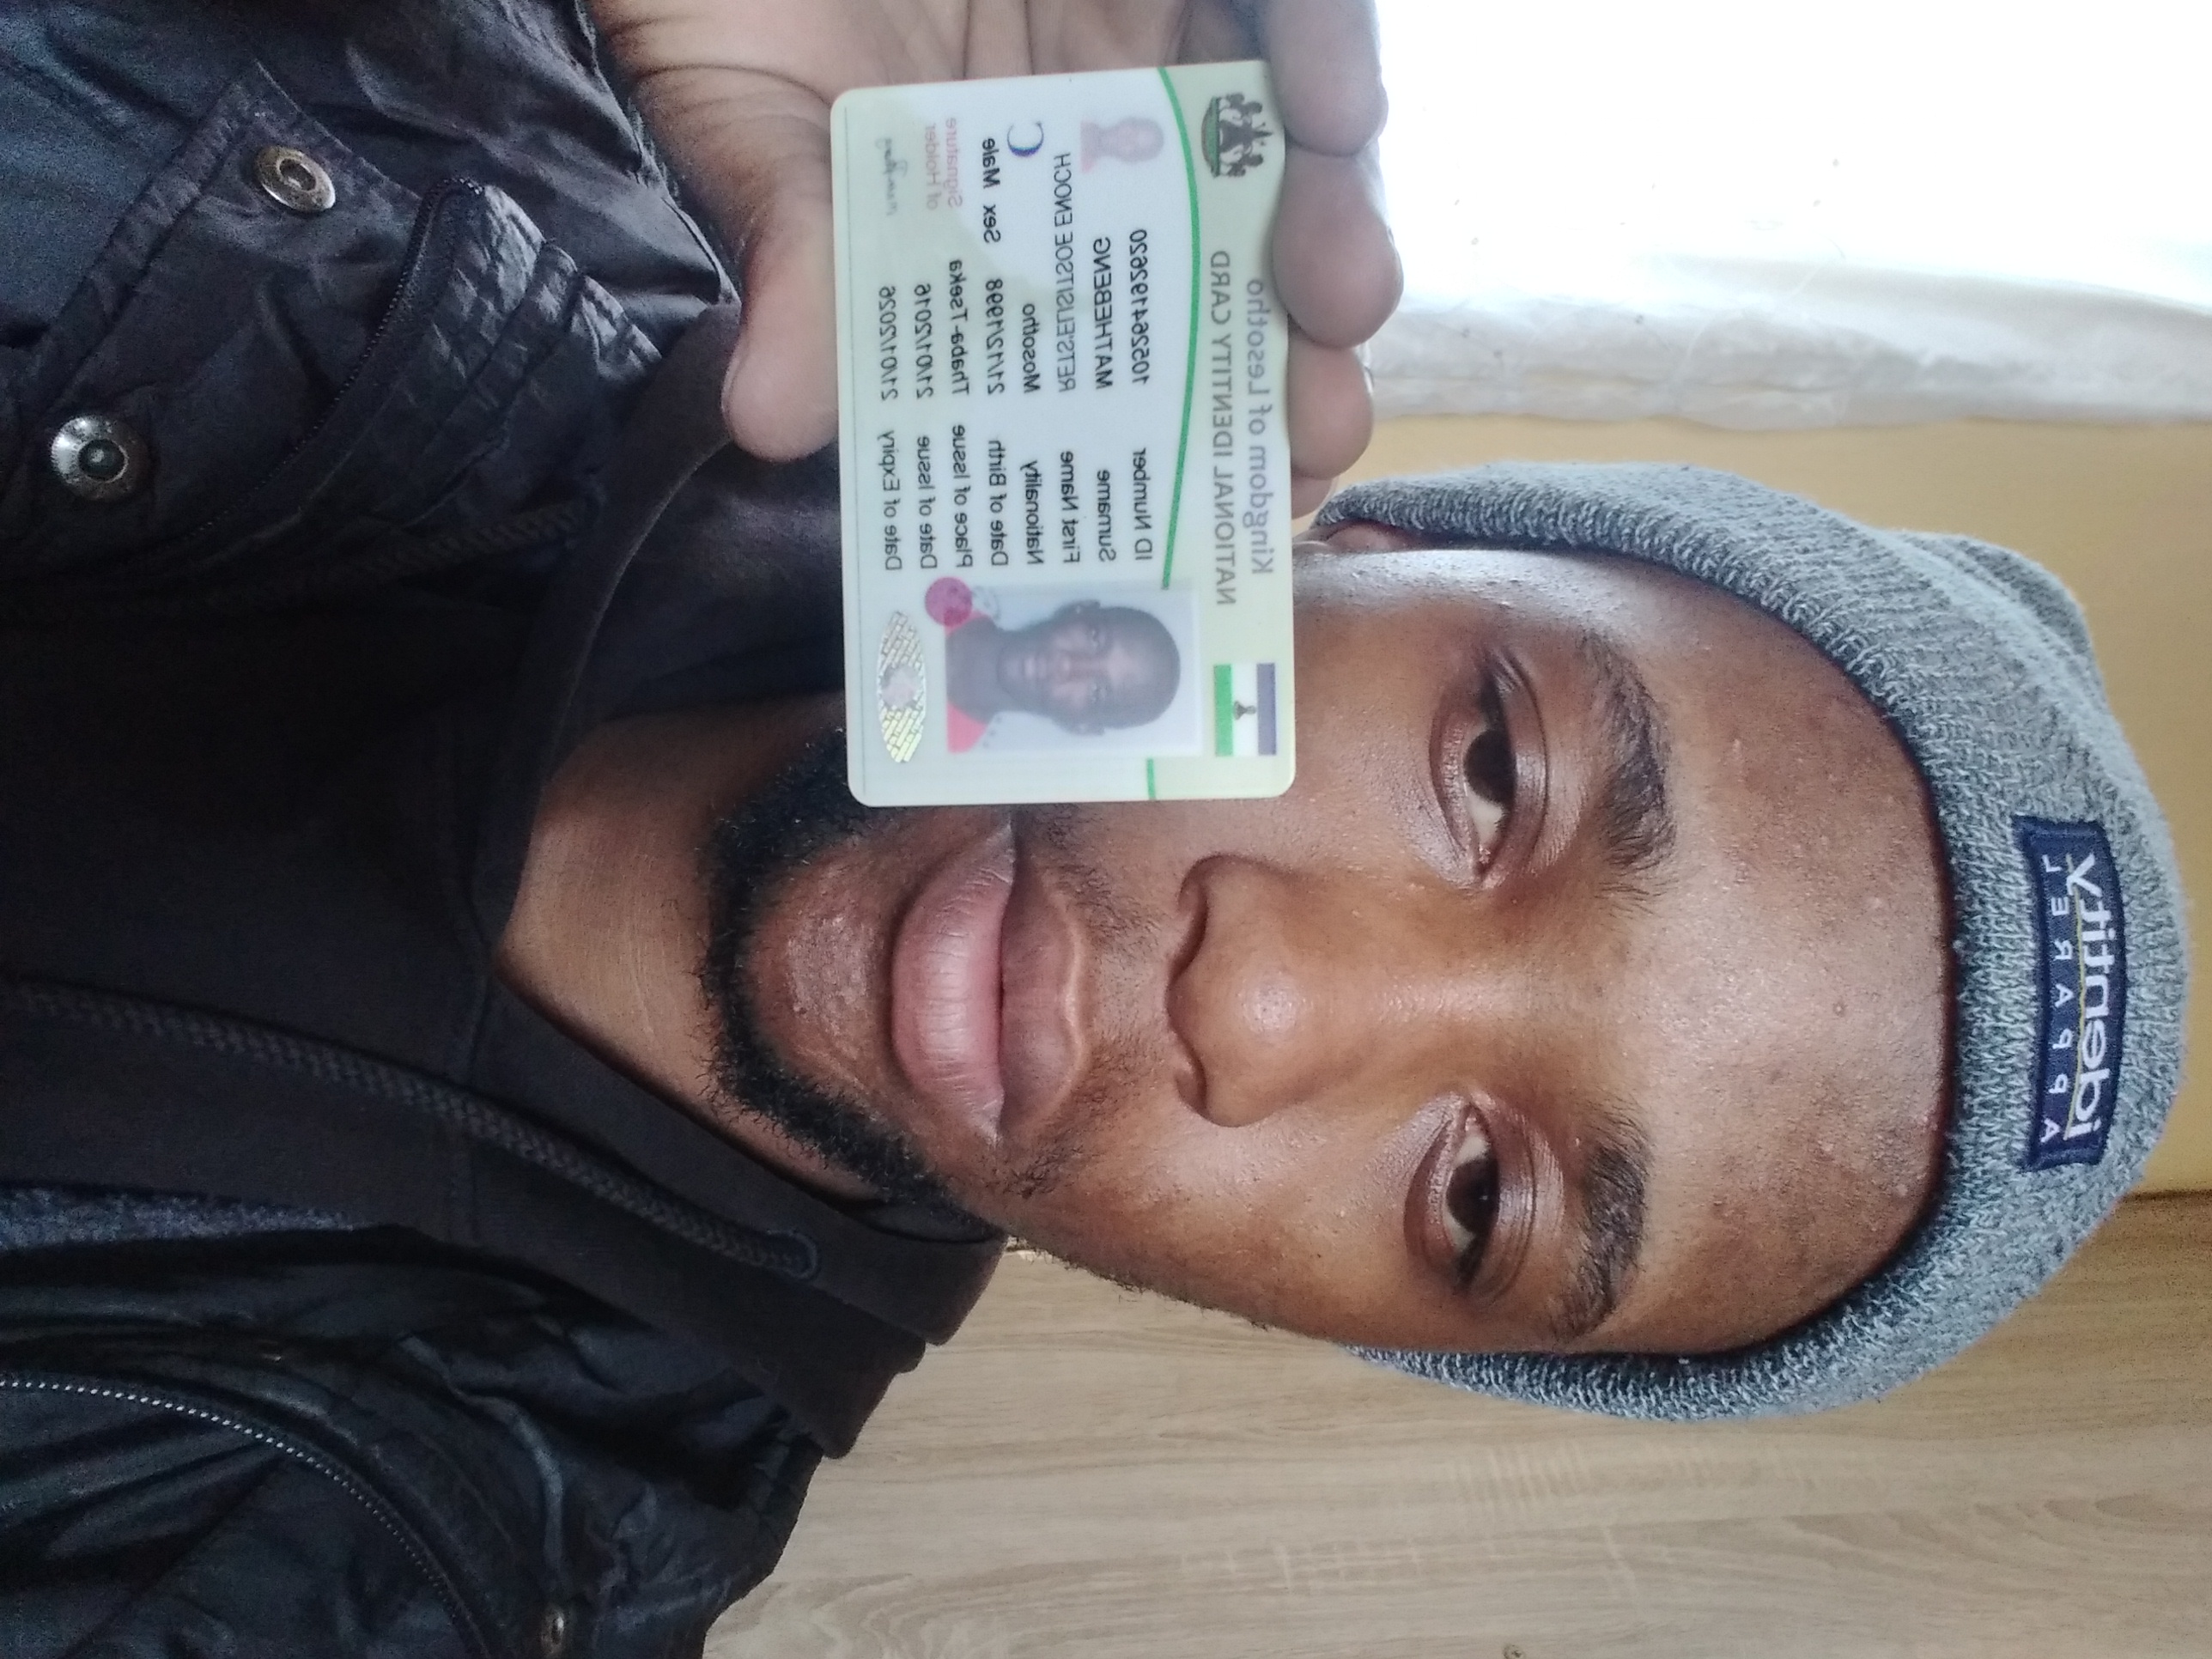 identity
APPAREL
Kingdom of Lesotho
NATIONAL IDENTITY CARD
ID Number 105264192620
Surname MATHEBENG
First Name RETS'ELISITSOE ENOCH
Nationality Mosotho
C
Date of Birth 21/12/1998 Sex Male
Place of Issue Thaba-Tseka
Signature
of Holder
Date of Issue 21/01/2016
Date of Expiry 21/01/2026